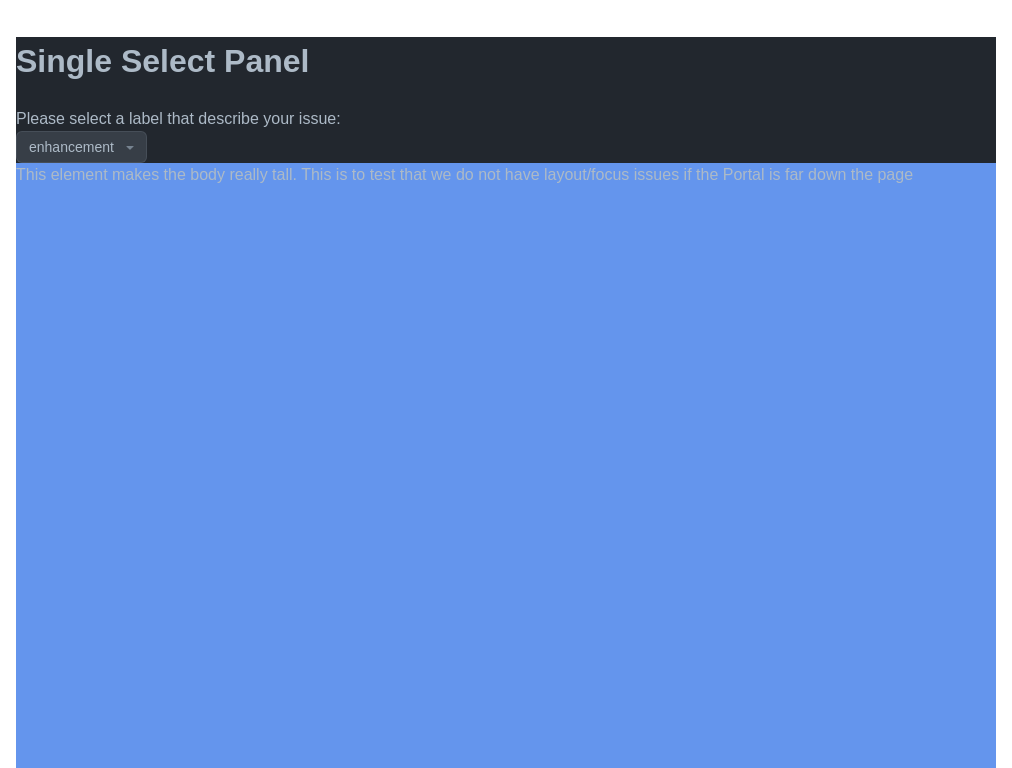 Single Select Panel
Please select a label that describe your issue:
enhancement
This element makes the body really tall. This is to test that we do not have layout/focus issues if the Portal is far down the page